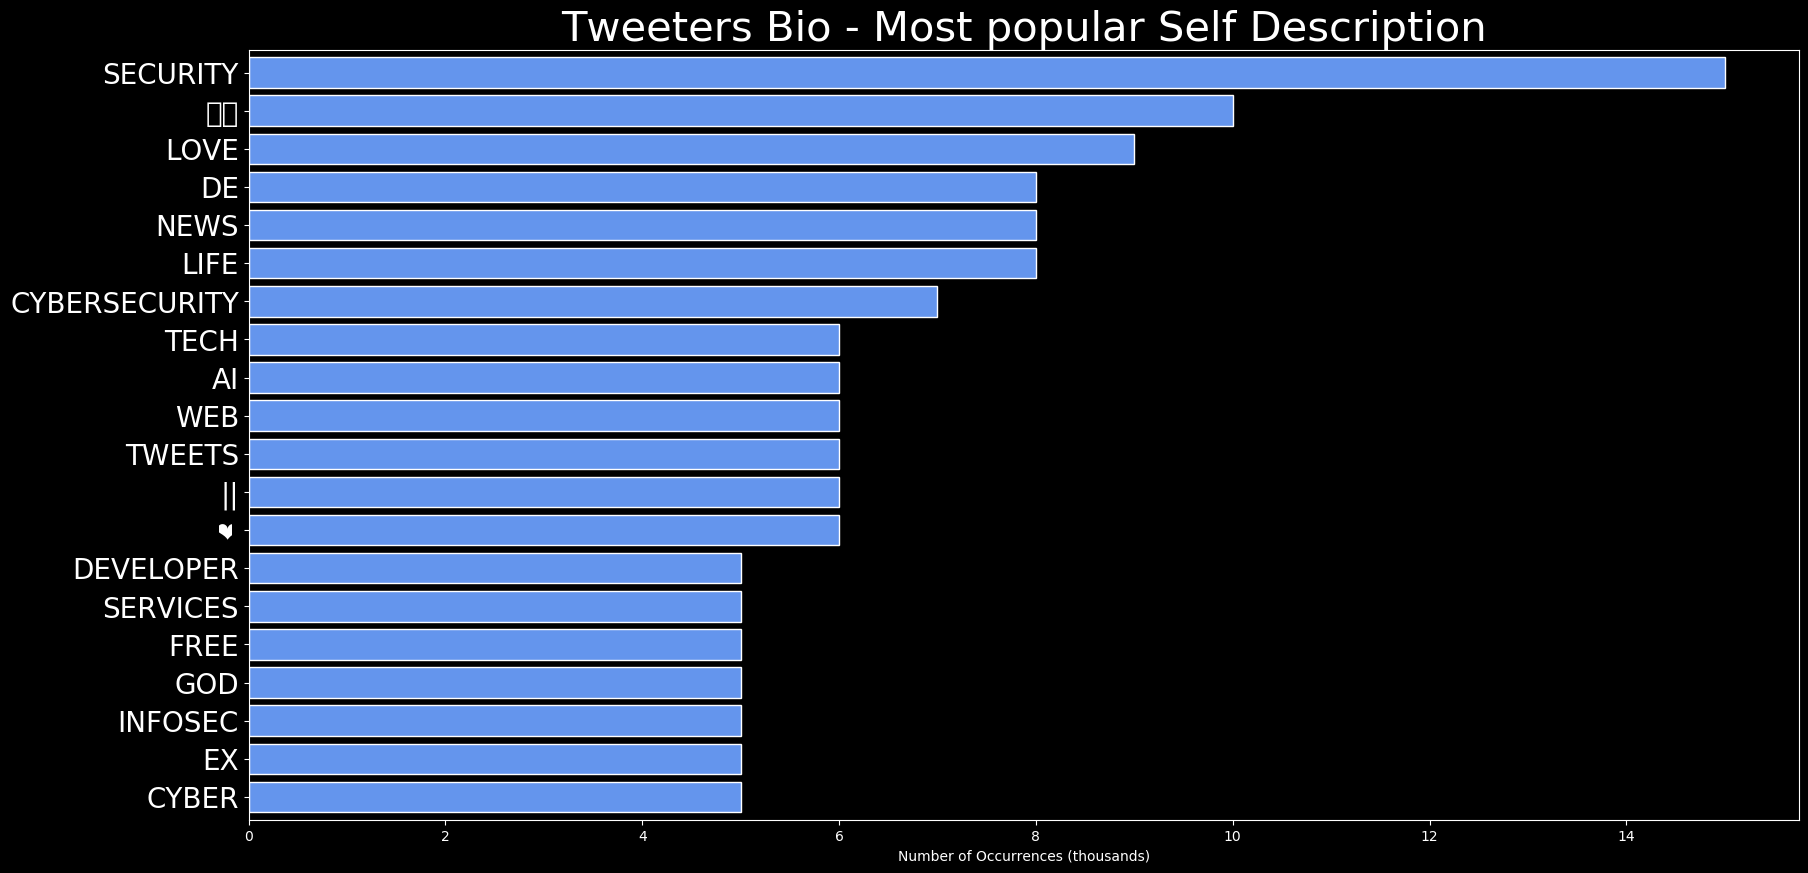 Tweeters Bio - Most popular Self Description
SECURITY
LOVE
DE
NEWS
LIFE
CYBERSECURITY
TECH
AI
WEB
TWEETS
||
❤
DEVELOPER
SERVICES
FREE
GOD
INFOSEC
EX
CYBER
0 2 4 6 8 10 12 14
Number of Occurrences (thousands)